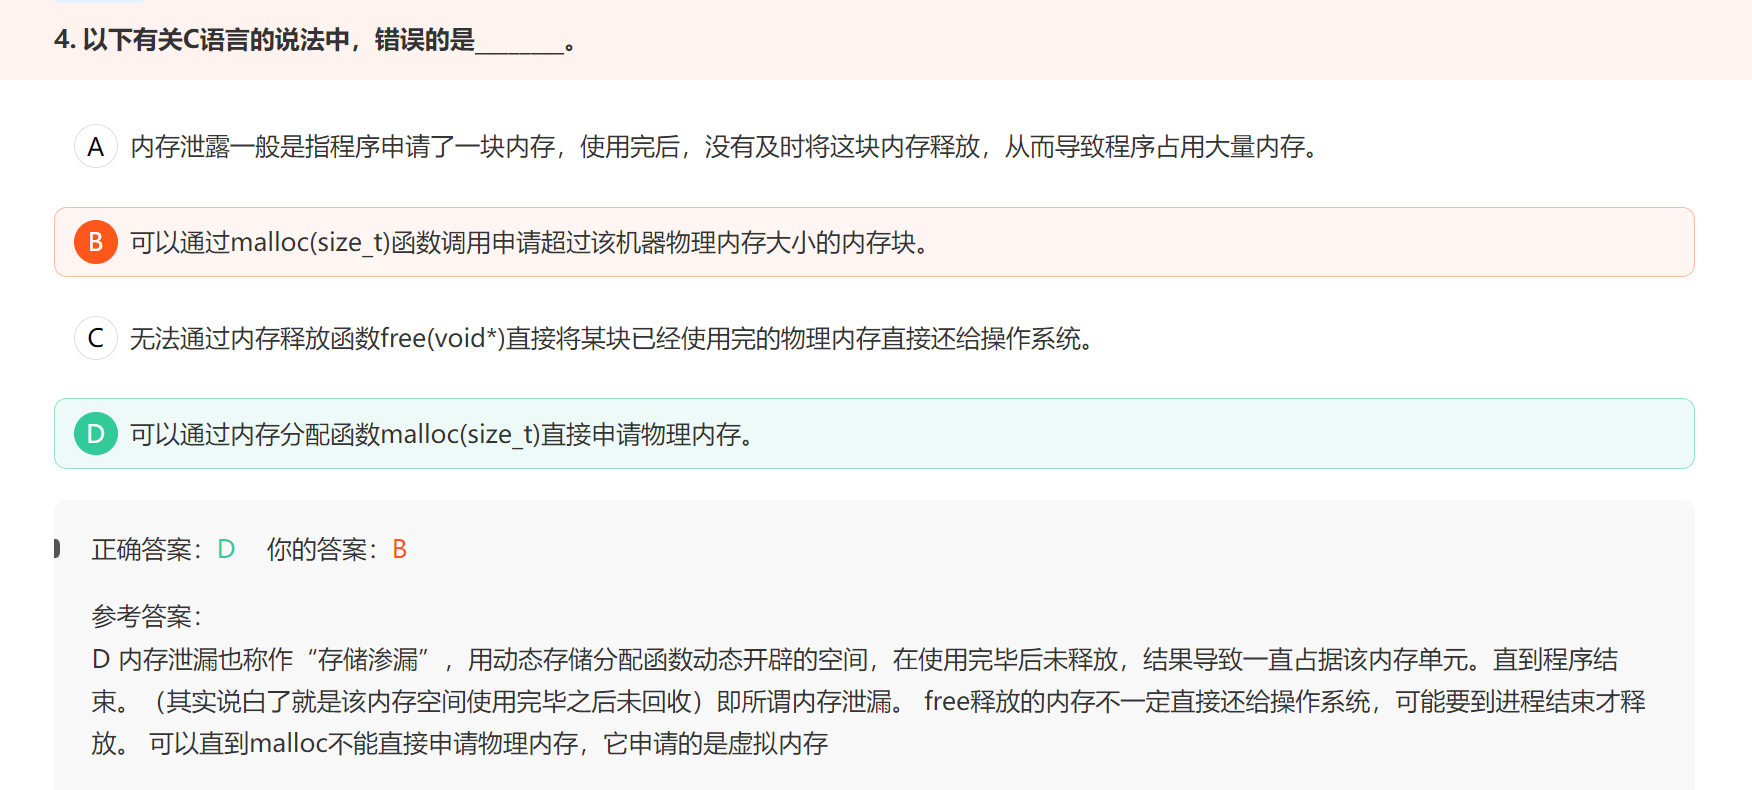 4. 以下有关C语言的说法中，错误的是________。
A 内存泄露一般是指程序申请了一块内存，使用完后，没有及时将这块内存释放，从而导致程序占用大量内存。
B 可以通过malloc(size_t)函数调用申请超过该机器物理内存大小的内存块。
C 无法通过内存释放函数free(void*)直接将某块已经使用完的物理内存直接还给操作系统。
D 可以通过内存分配函数malloc(size_t)直接申请物理内存。
正确答案：D 你的答案：B
参考答案：
D 内存泄漏也称作“存储渗漏”，用动态存储分配函数动态开辟的空间，在使用完毕后未释放，结果导致一直占据该内存单元。直到程序结
束。（其实说白了就是该内存空间使用完毕之后未回收）即所谓内存泄漏。 free释放的内存不一定直接还给操作系统，可能要到进程结束才释
放。 可以直到malloc不能直接申请物理内存，它申请的是虚拟内存